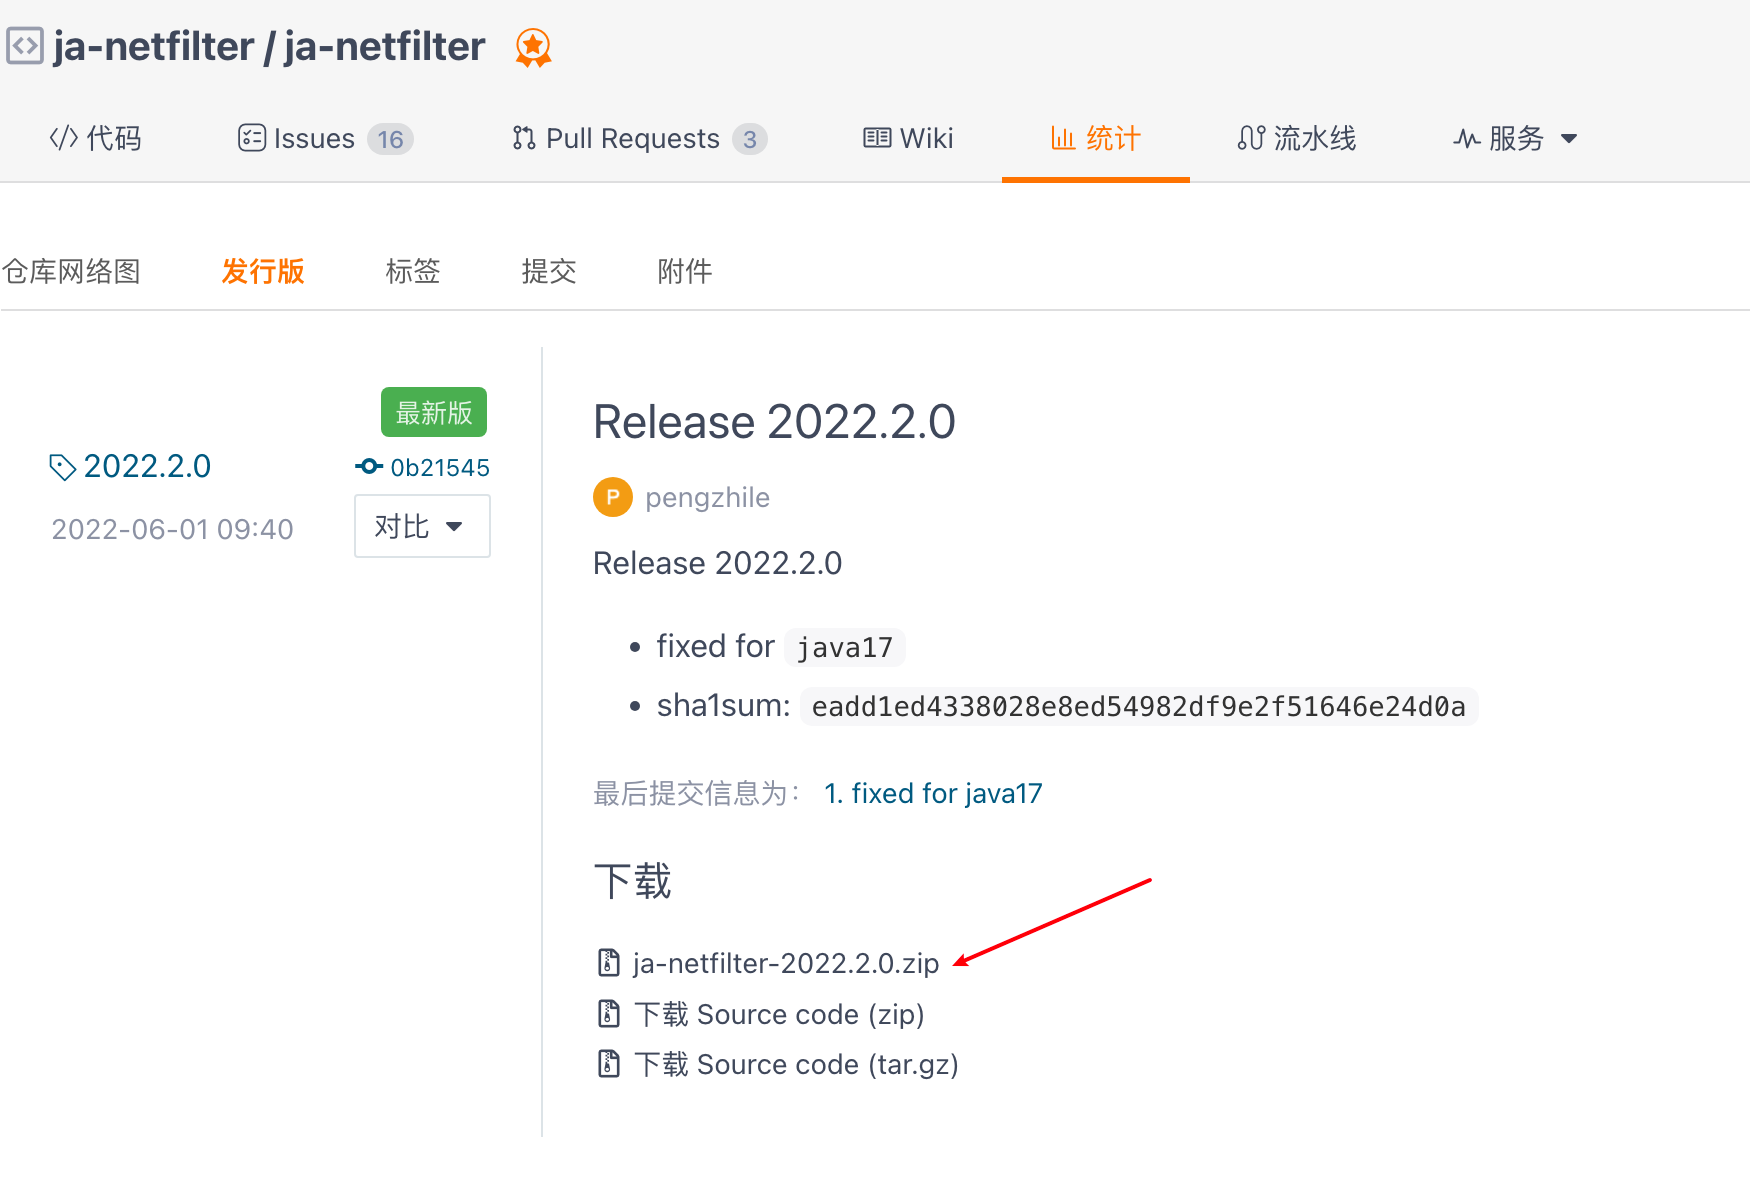 ja-netfilter / ja-netfilter
代码 Issues 16 Pull Requests 3 Wiki 统计 流水线 服务
仓库网络图 发行版 标签 提交 附件
最新版
2022.2.0 0b21545
2022-06-01 09:40 对比
Release 2022.2.0
P pengzhile
Release 2022.2.0
fixed for java17
sha1sum: eadd1ed4338028e8ed54982df9e2f51646e24d0a
最后提交信息为: 1. fixed for java17
下载
ja-netfilter-2022.2.0.zip
下载 Source code (zip)
下载 Source code (tar.gz)